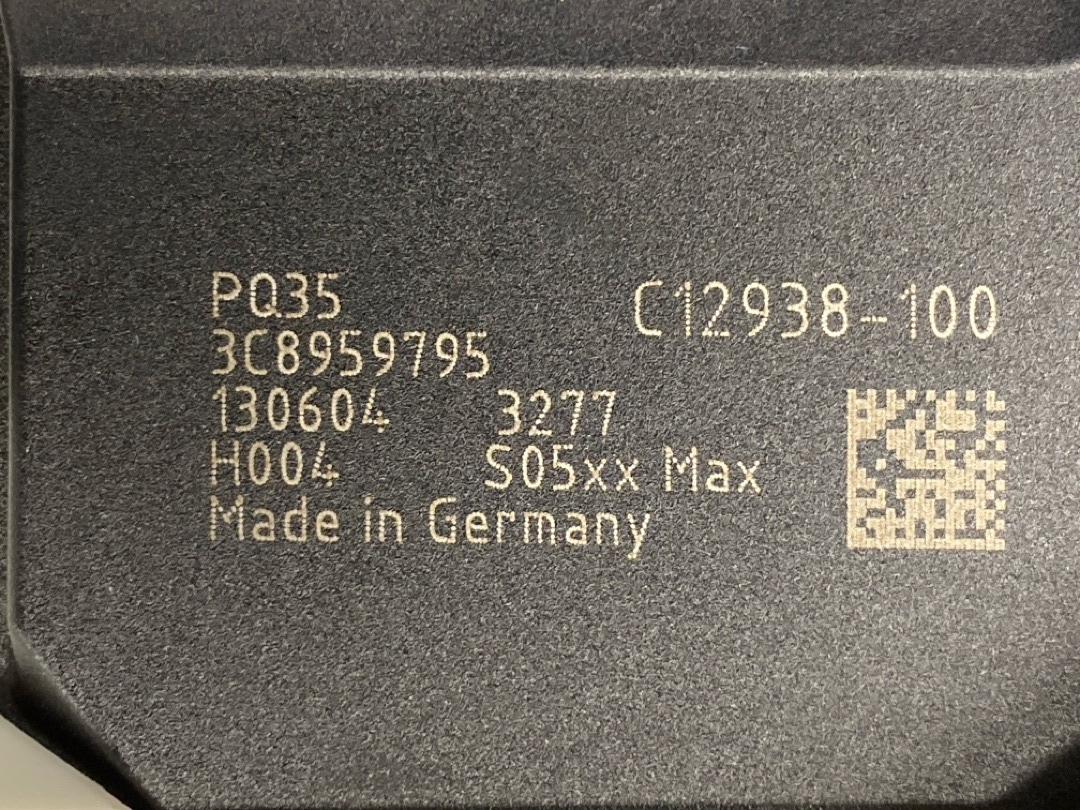 PQ35
C12938-100
3C8959795
130604 3277
H004 S05xx Max
Made in Germany